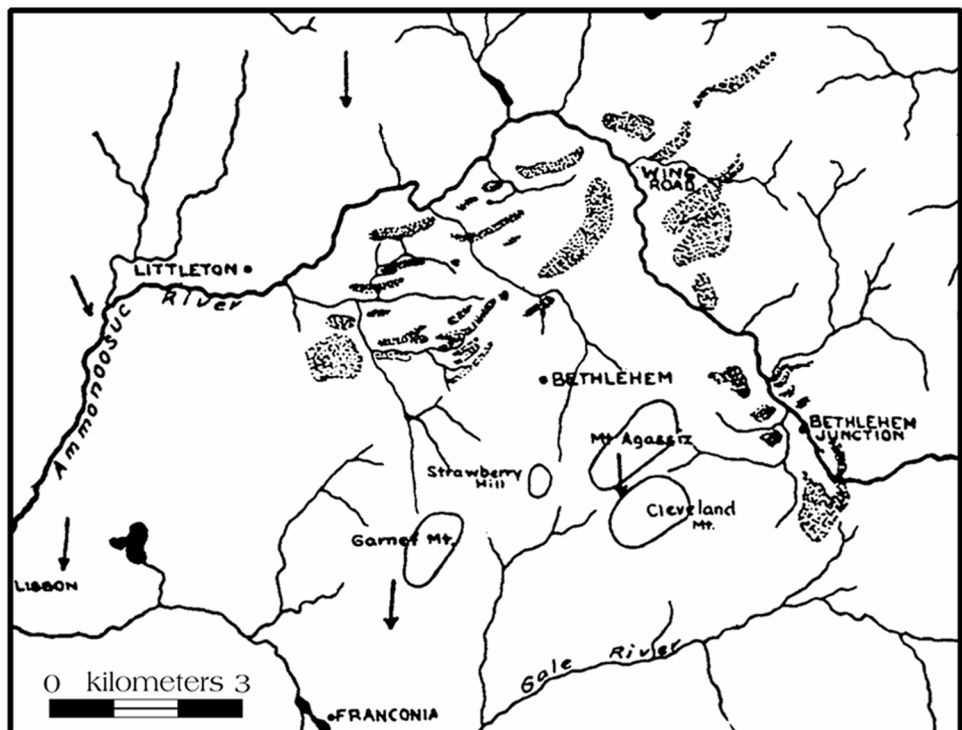 WING
ROAD
LITTLETON
River
Ammonoosuc
BETHLEHEM
Mt. Agassiz
BETHLEHEM
JUNCTION
Strawberry
Hill
Cleveland
Mt.
Garnet Mt.
LISBON
Gale River
0 kilometers 3
FRANCONIA